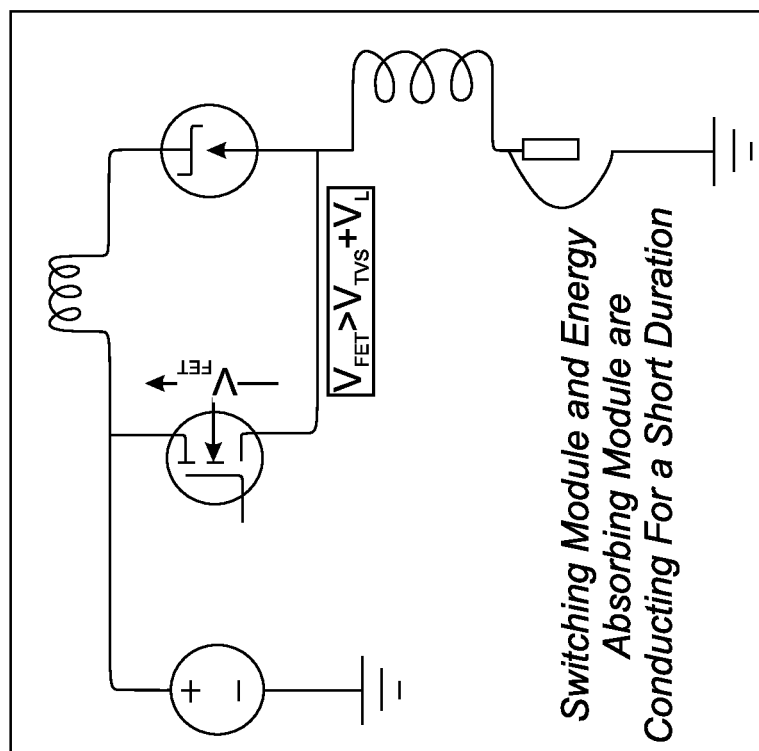 +
−
V_FET
V_FET>V_TVS+V_L
Switching Module and Energy
Absorbing Module are
Conducting For a Short Duration